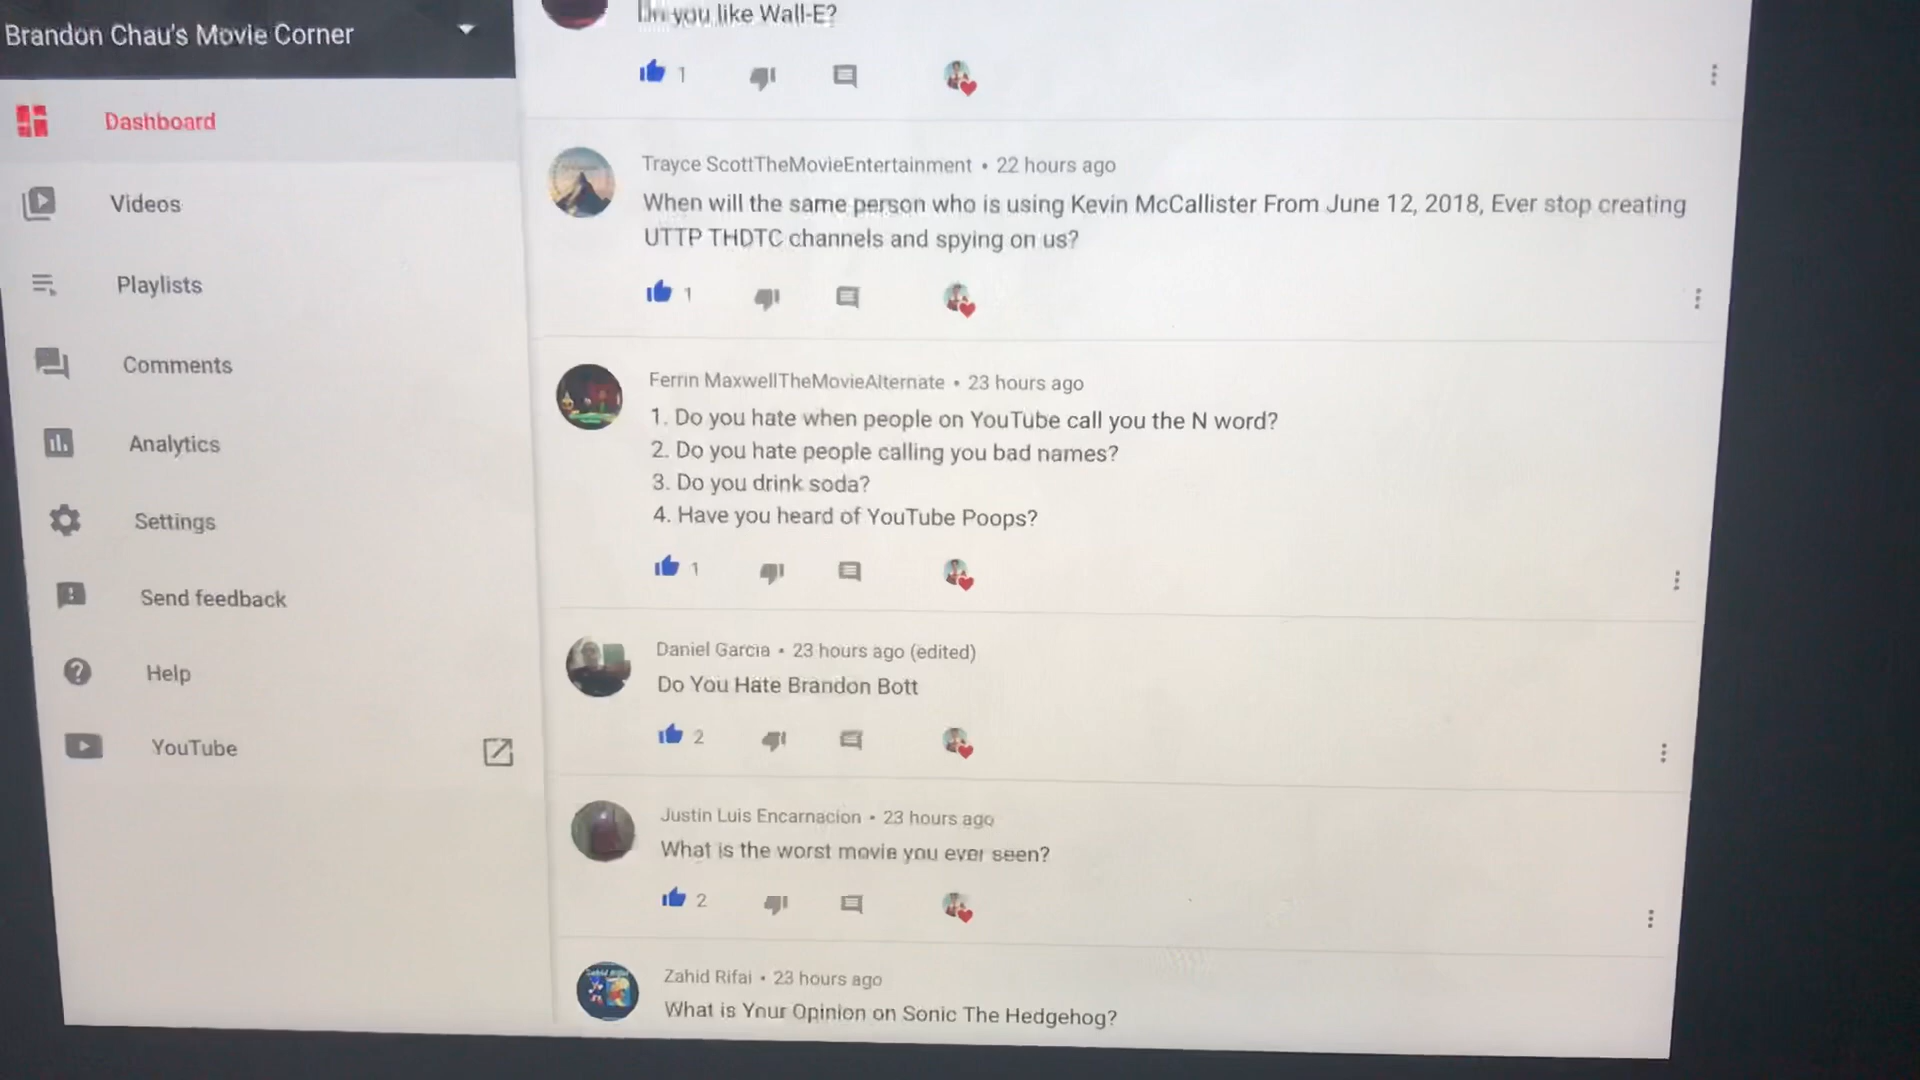 Brandon Chau's Movie Corner
Dashboard
Videos
Playlists
Comments
Analytics
Settings
Send feedback
Help
YouTube
Do you like Wall-E?
1
Trayce ScottTheMovieEntertainment • 22 hours ago
When will the same person who is using Kevin McCallister From June 12, 2018, Ever stop creating
UTTP THDTC channels and spying on us?
1
Ferrin MaxwellTheMovieAlternate • 23 hours ago
1. Do you hate when people on YouTube call you the N word?
2. Do you hate people calling you bad names?
3. Do you drink soda?
4. Have you heard of YouTube Poops?
1
Daniel Garcia • 23 hours ago (edited)
Do You Hate Brandon Bott
2
Justin Luis Encarnacion • 23 hours ago
What is the worst movie you ever seen?
2
Zahid Rifai • 23 hours ago
What is Your Opinion on Sonic The Hedgehog?